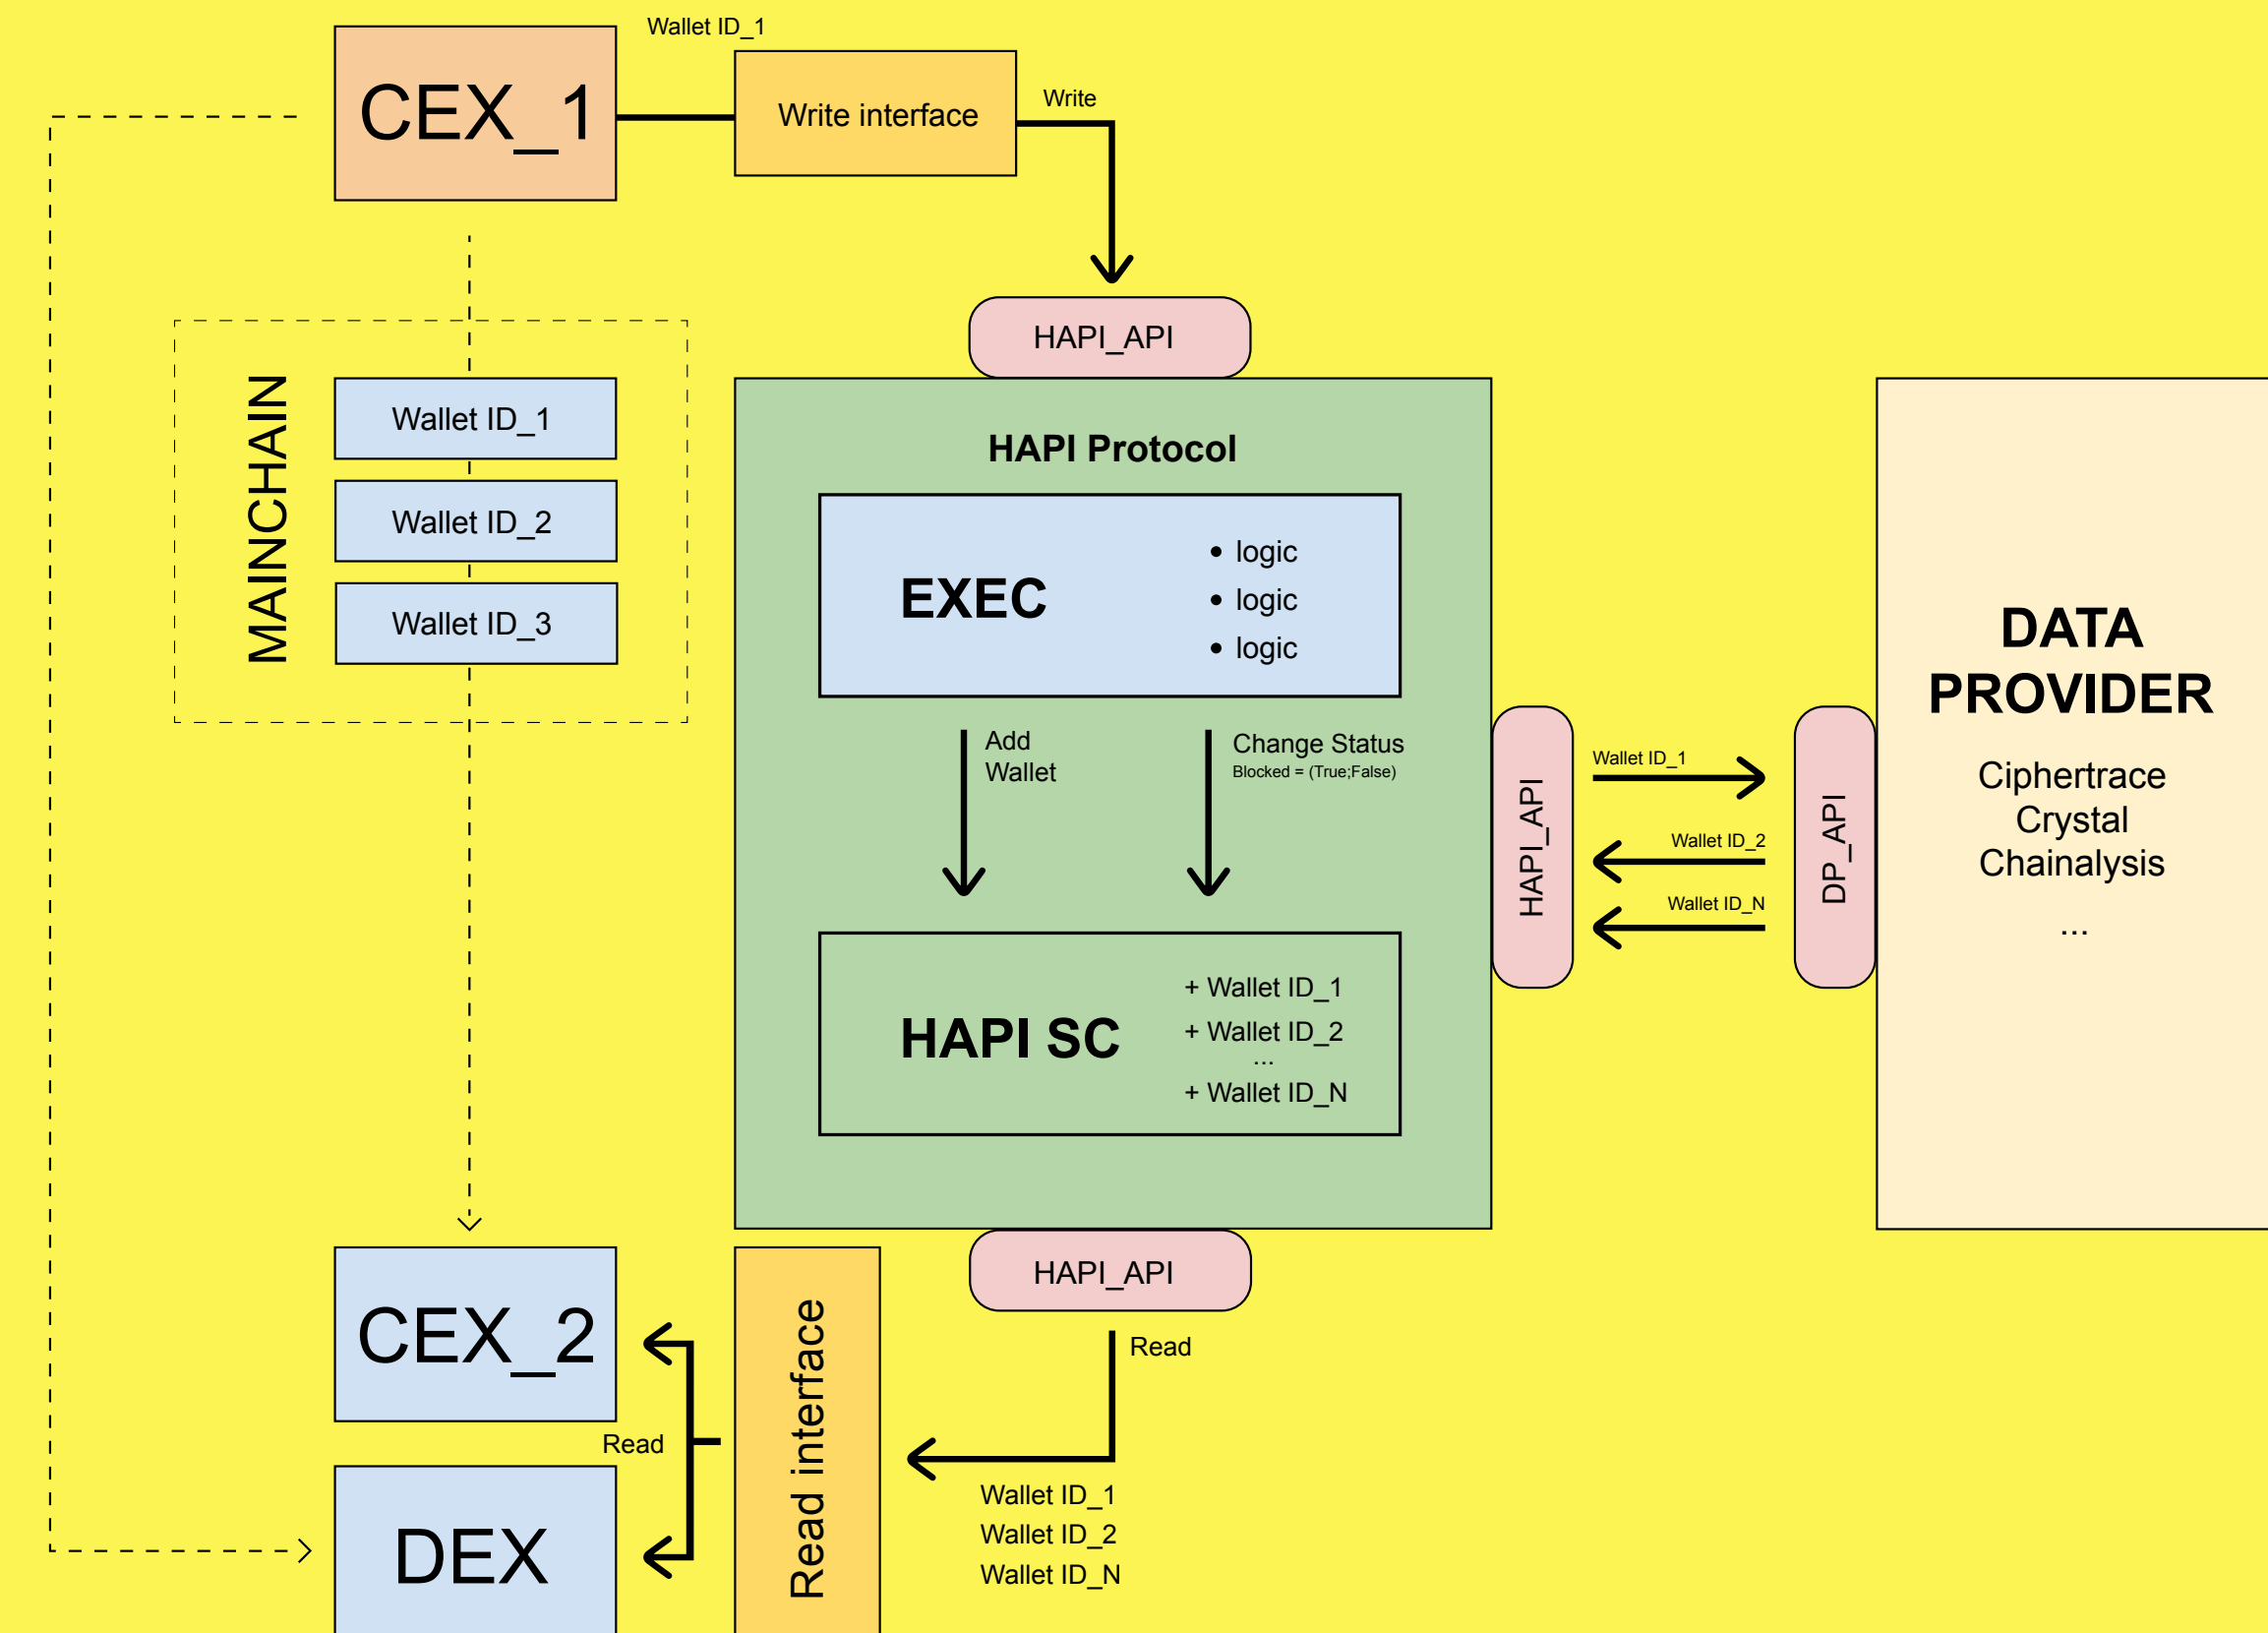 Wallet ID_1
CEX_1
Write interface
Write
HAPI_API
MAINCHAIN
Wallet ID_1
Wallet ID_2
Wallet ID_3
HAPI Protocol
EXEC
• logic
• logic
• logic
Add
Wallet
Change Status
Blocked = (True;False)
HAPI SC
+ Wallet ID_1
+ Wallet ID_2
...
+ Wallet ID_N
HAPI_API
Wallet ID_1
Wallet ID_2
Wallet ID_N
DP_API
DATA
PROVIDER
Ciphertrace
Crystal
Chainalysis
...
HAPI_API
Read
CEX_2
Read
DEX
Read interface
Wallet ID_1
Wallet ID_2
Wallet ID_N